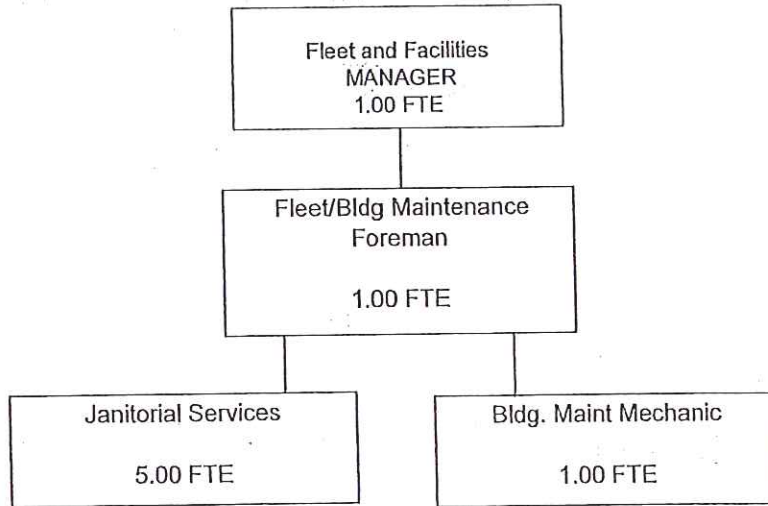 Fleet and Facilities
MANAGER
1.00 FTE
Fleet/Bldg Maintenance
Foreman
1.00 FTE
Janitorial Services
5.00 FTE
Bldg. Maint Mechanic
1.00 FTE